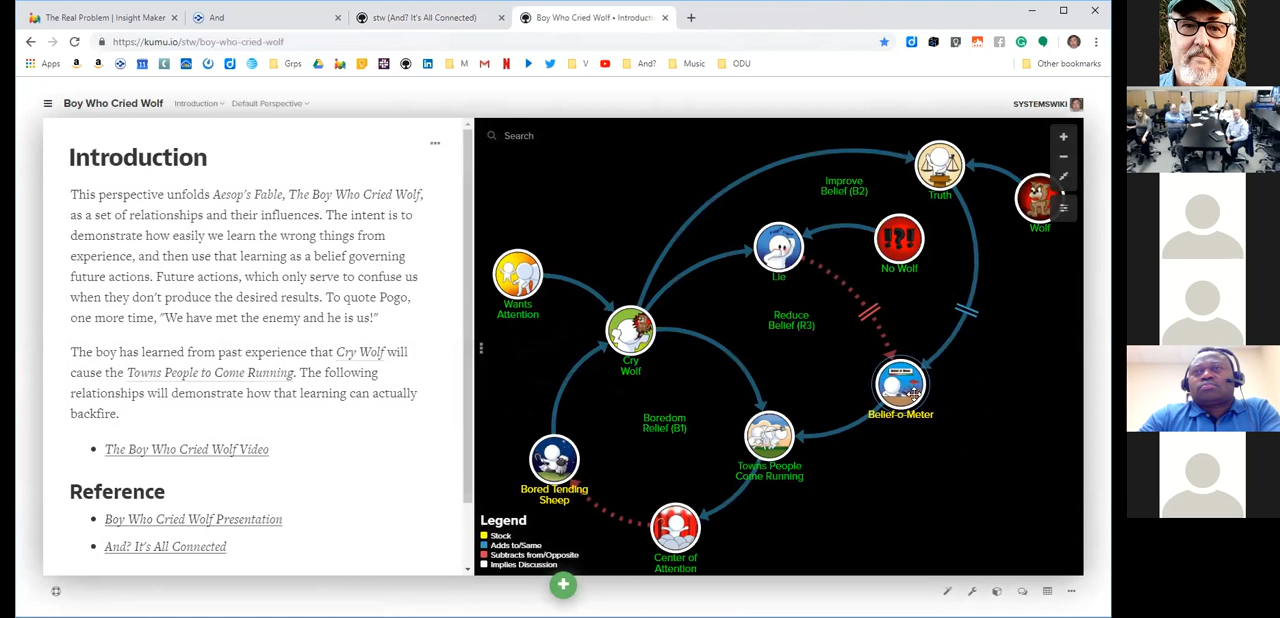 The Real Problem | Insight Maker
And
stw (And? It's All Connected)
Boy Who Cried Wolf • Introducti
https://kumu.io/stw/boy-who-cried-wolf
Apps
Grps
M
V
And?
Music
ODU
Other bookmarks
Boy Who Cried Wolf
Introduction
Default Perspective
SYSTEMSWIKI
Introduction
This perspective unfolds Aesop's Fable, The Boy Who Cried Wolf,
as a set of relationships and their influences. The intent is to
demonstrate how easily we learn the wrong things from
experience, and then use that learning as a belief governing
future actions. Future actions, which only serve to confuse us
when they don't produce the desired results. To quote Pogo,
one more time, "We have met the enemy and he is us!"
The boy has learned from past experience that Cry Wolf will
cause the Towns People to Come Running. The following
relationships will demonstrate how that learning can actually
backfire.
• The Boy Who Cried Wolf Video
Reference
• Boy Who Cried Wolf Presentation
• And? It's All Connected
Search
Improve
Belief (B2)
Truth
Wolf
!?!
No Wolf
Lie
Wants
Attention
Reduce
Belief (R3)
Cry
Wolf
Belief-o-Meter
Boredom
Relief (B1)
Towns People
Come Running
Bored Tending
Sheep
Center of
Attention
Legend
Stock
Adds to/Same
Subtracts from/Opposite
Implies Discussion